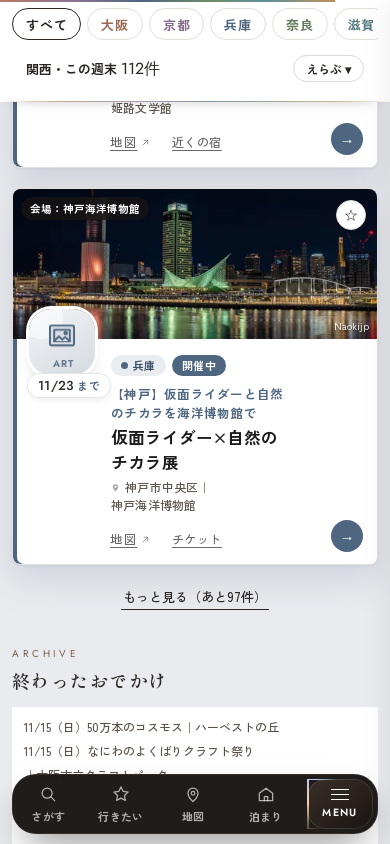 すべて 大阪 京都 兵庫 奈良 滋賀
関西・この週末 112件 えらぶ ▾
姫路文学館
地図 ↗ 近くの宿 →
会場：神戸海洋博物館 ☆
Naokijp
ART
11/23 まで
兵庫 開催中
【神戸】仮面ライダーと自然
のチカラを海洋博物館で
仮面ライダー×自然の
チカラ展
神戸市中央区｜
神戸海洋博物館
地図 ↗ チケット →
もっと見る（あと97件）
ARCHIVE
終わったおでかけ
11/15（日）50万本のコスモス｜ハーベストの丘
11/15（日）なにわのよくばりクラフト祭り
さがす 行きたい 地図 泊まり MENU